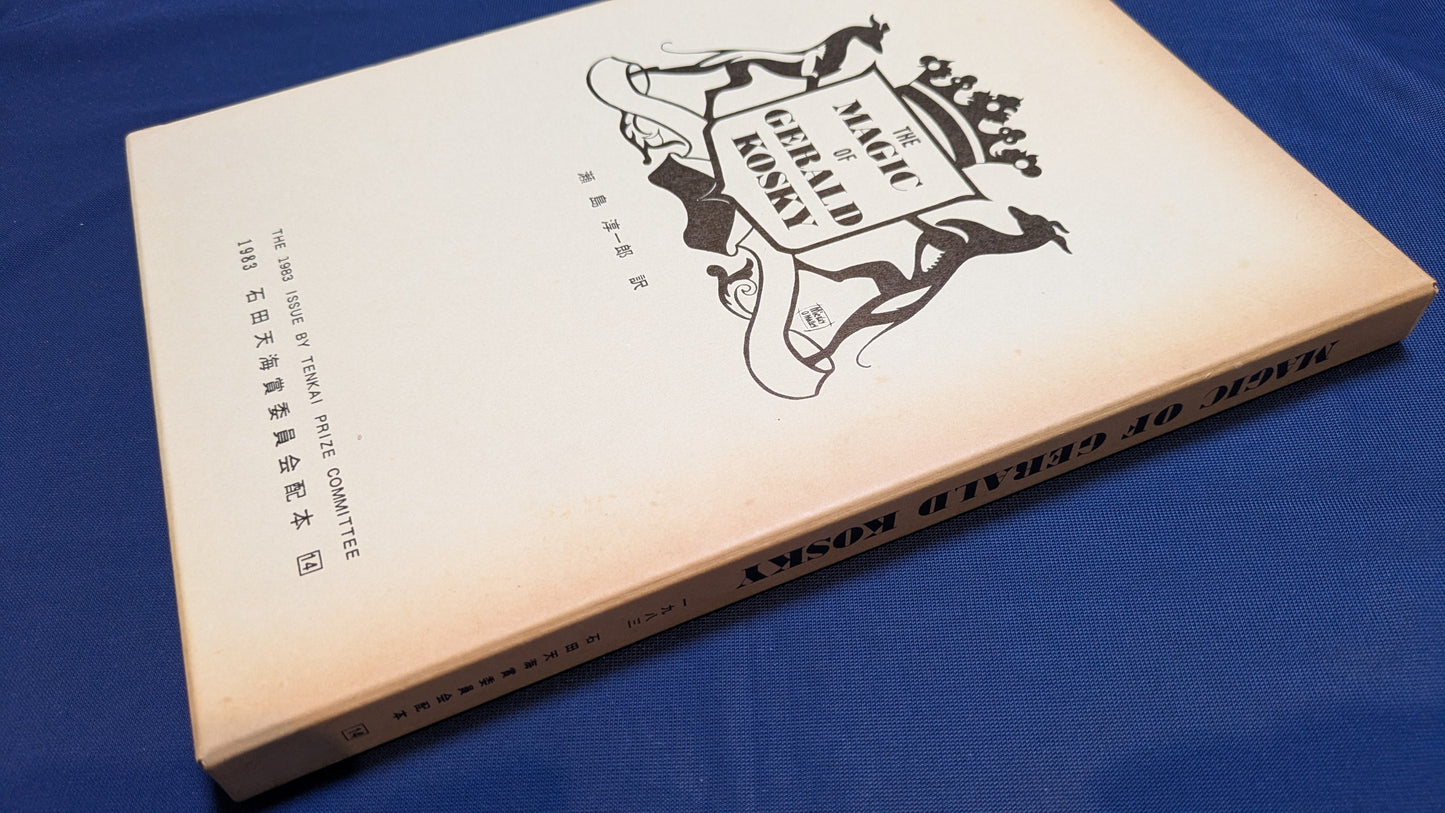 THE
MAGIC
OF
GERALD
KOSKY
瀬島 淳一郎 訳
THE 1983 ISSUE BY TENKAI PRIZE COMMITTEE
1983 石田天海賞委員会配本 14
MAGIC OF GERALD KOSKY
一九八三 石田天海賞委員会配本 14